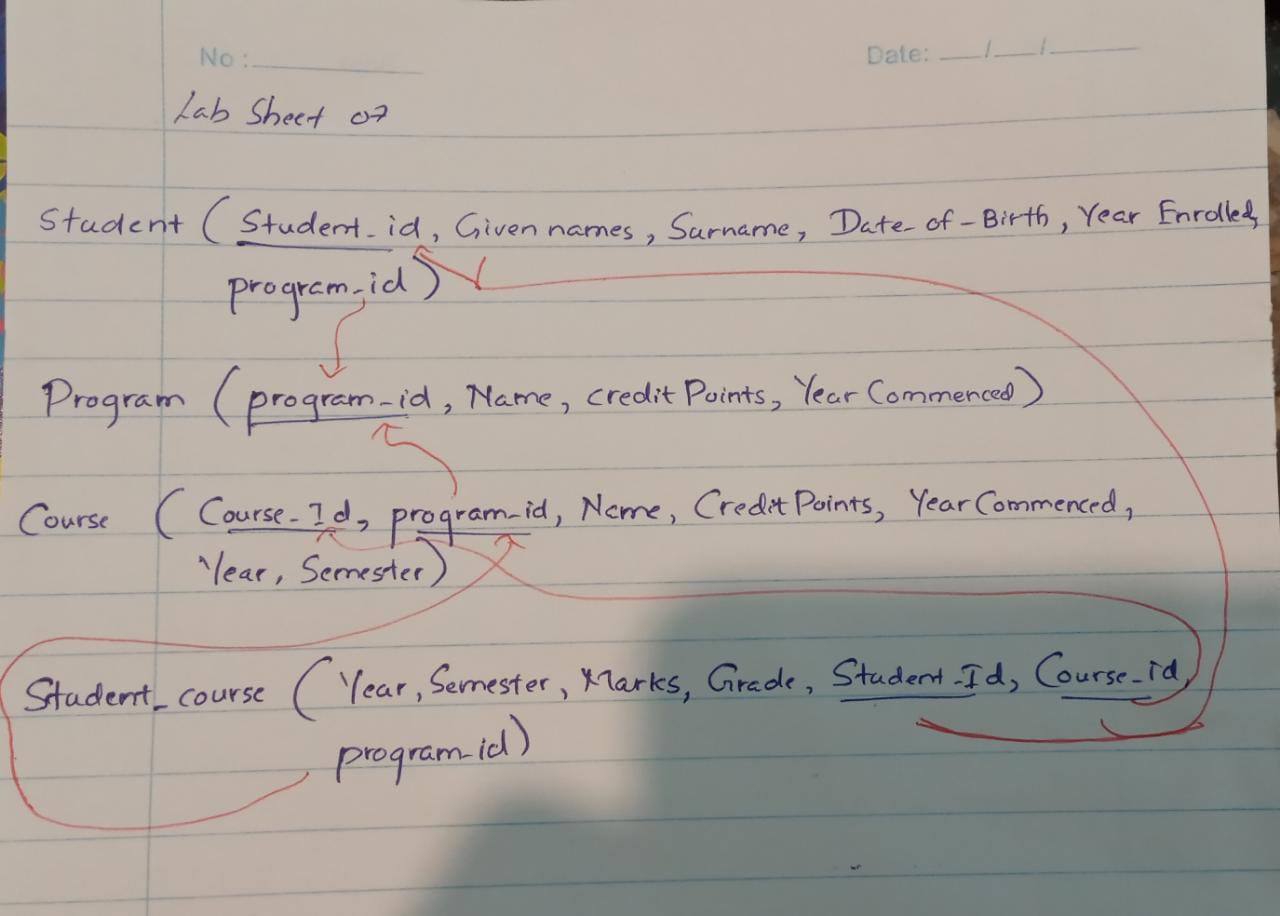 No : Date: __/__/__
Lab Sheet 07
Student ( Student_id, Given names, Surname, Date_of-Birth, Year Enrolled,
program_id )
Program ( program_id, Name, credit Points, Year Commenced )
Course ( Course_Id, program_id, Name, Credit Points, Year Commenced,
Year, Semester )
Student_course ( Year, Semester, Marks, Grade, Student_Id, Course_id,
program_id )